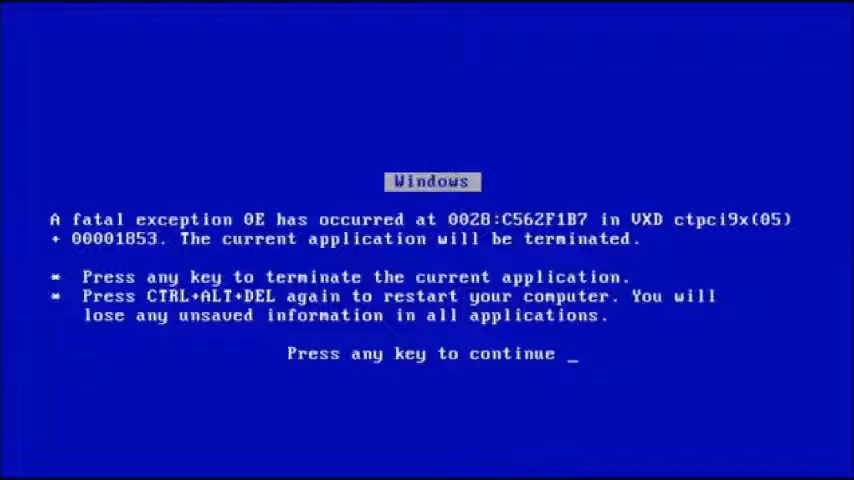 Windows
A fatal exception 0E has occurred at 0028:C562F1B7 in VXD ctpci9x(05)
+ 00001853. The current application will be terminated.
* Press any key to terminate the current application.
* Press CTRL+ALT+DEL again to restart your computer. You will
lose any unsaved information in all applications.
Press any key to continue _